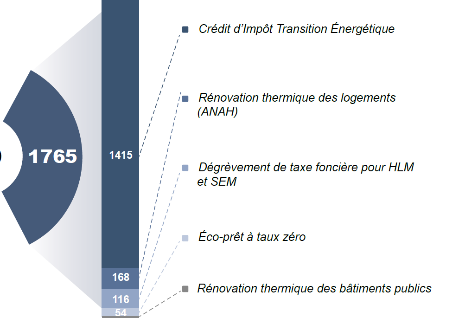 Crédit d'Impôt Transition Énergétique
Rénovation thermique des logements
(ANAH)
1765
1415
Dégrèvement de taxe foncière pour HLM
et SEM
Éco-prêt à taux zéro
168
116
54
Rénovation thermique des bâtiments publics